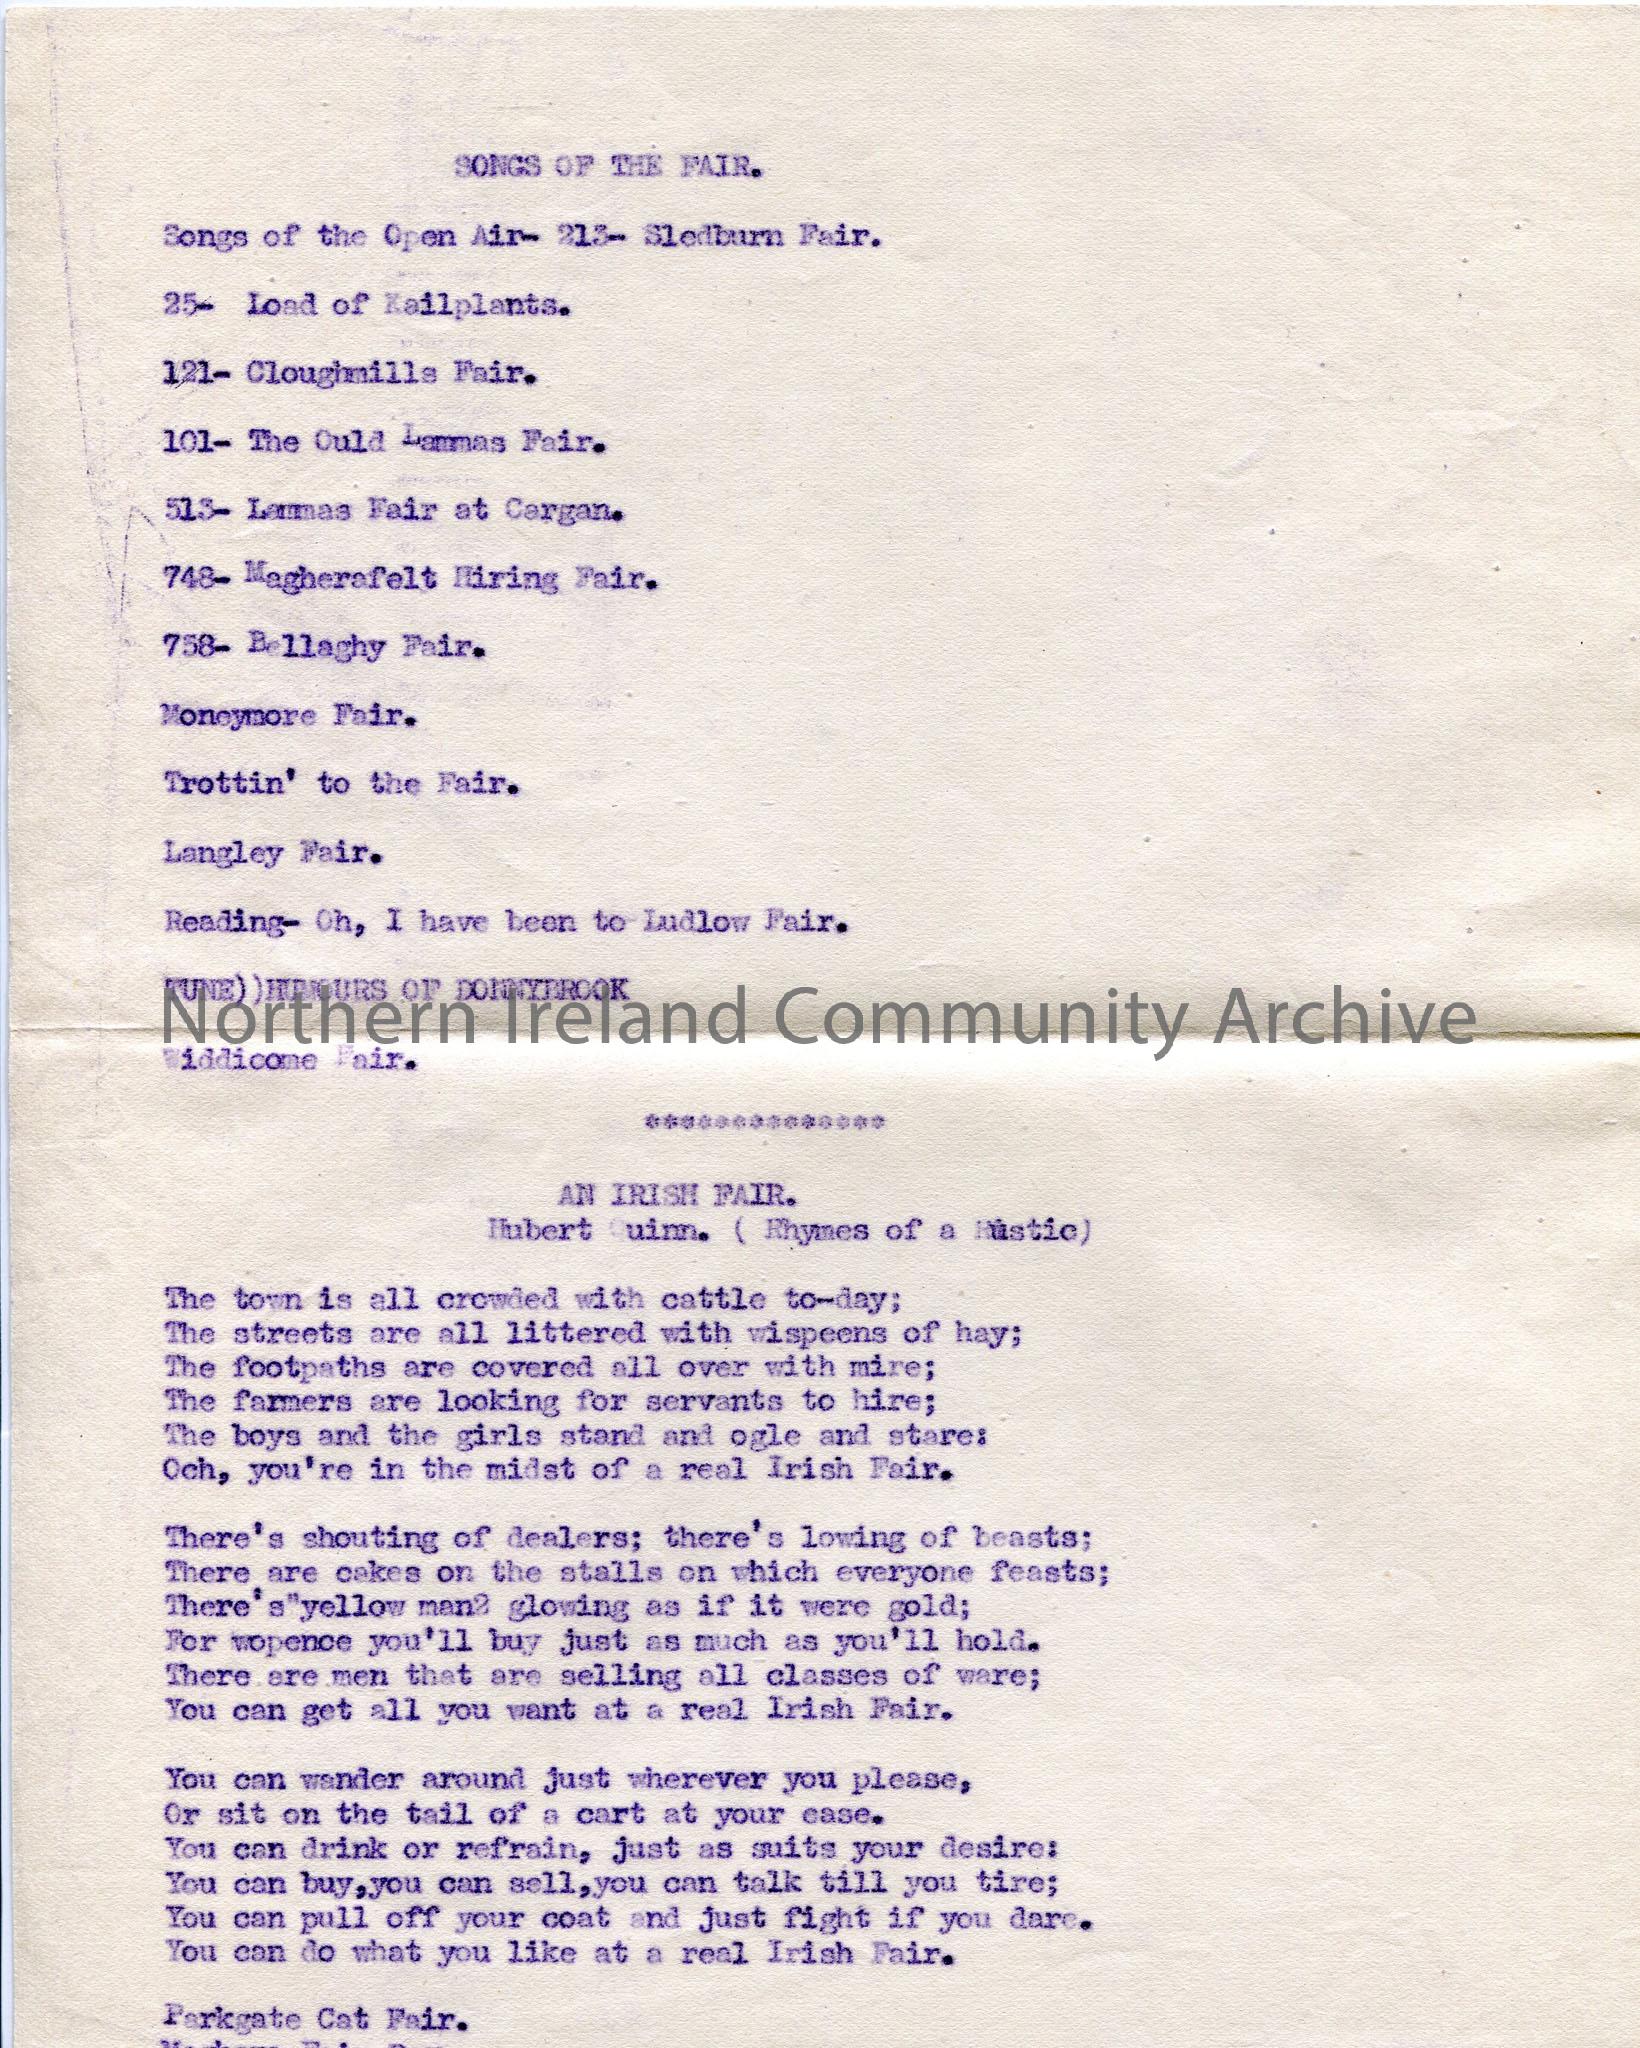 SONGS OF THE FAIR.
Songs of the Open Air- 213- Sledburn Fair.
25- Load of Kailplants.
121- Cloughmills Fair.
101- The Ould Lammas Fair.
513- Lammas Fair at Cargan.
748- Magherafelt Hiring Fair.
758- Bellaghy Fair.
Moneymore Fair.
Trottin' to the Fair.
Langley Fair.
Reading- Oh, I have been to Ludlow Fair.
TUNE))HUMOURS OF DONNYBROOK
Northern Ireland Community Archive
Widdicome Fair.
**************
AN IRISH FAIR.
Hubert Quinn. ( Rhymes of a Rustic)
The town is all crowded with cattle to-day;
The streets are all littered with wispeens of hay;
The footpaths are covered all over with mire;
The farmers are looking for servants to hire;
The boys and the girls stand and ogle and stare:
Och, you're in the midst of a real Irish Fair.
There's shouting of dealers; there's lowing of beasts;
There are cakes on the stalls on which everyone feasts;
There's"yellow man2 glowing as if it were gold;
For wopence you'll buy just as much as you'll hold.
There are men that are selling all classes of ware;
You can get all you want at a real Irish Fair.
You can wander around just wherever you please,
Or sit on the tail of a cart at your ease.
You can drink or refrain, just as suits your desire:
You can buy,you can sell,you can talk till you tire;
You can pull off your coat and just fight if you dare.
You can do what you like at a real Irish Fair.
Parkgate Cat Fair.